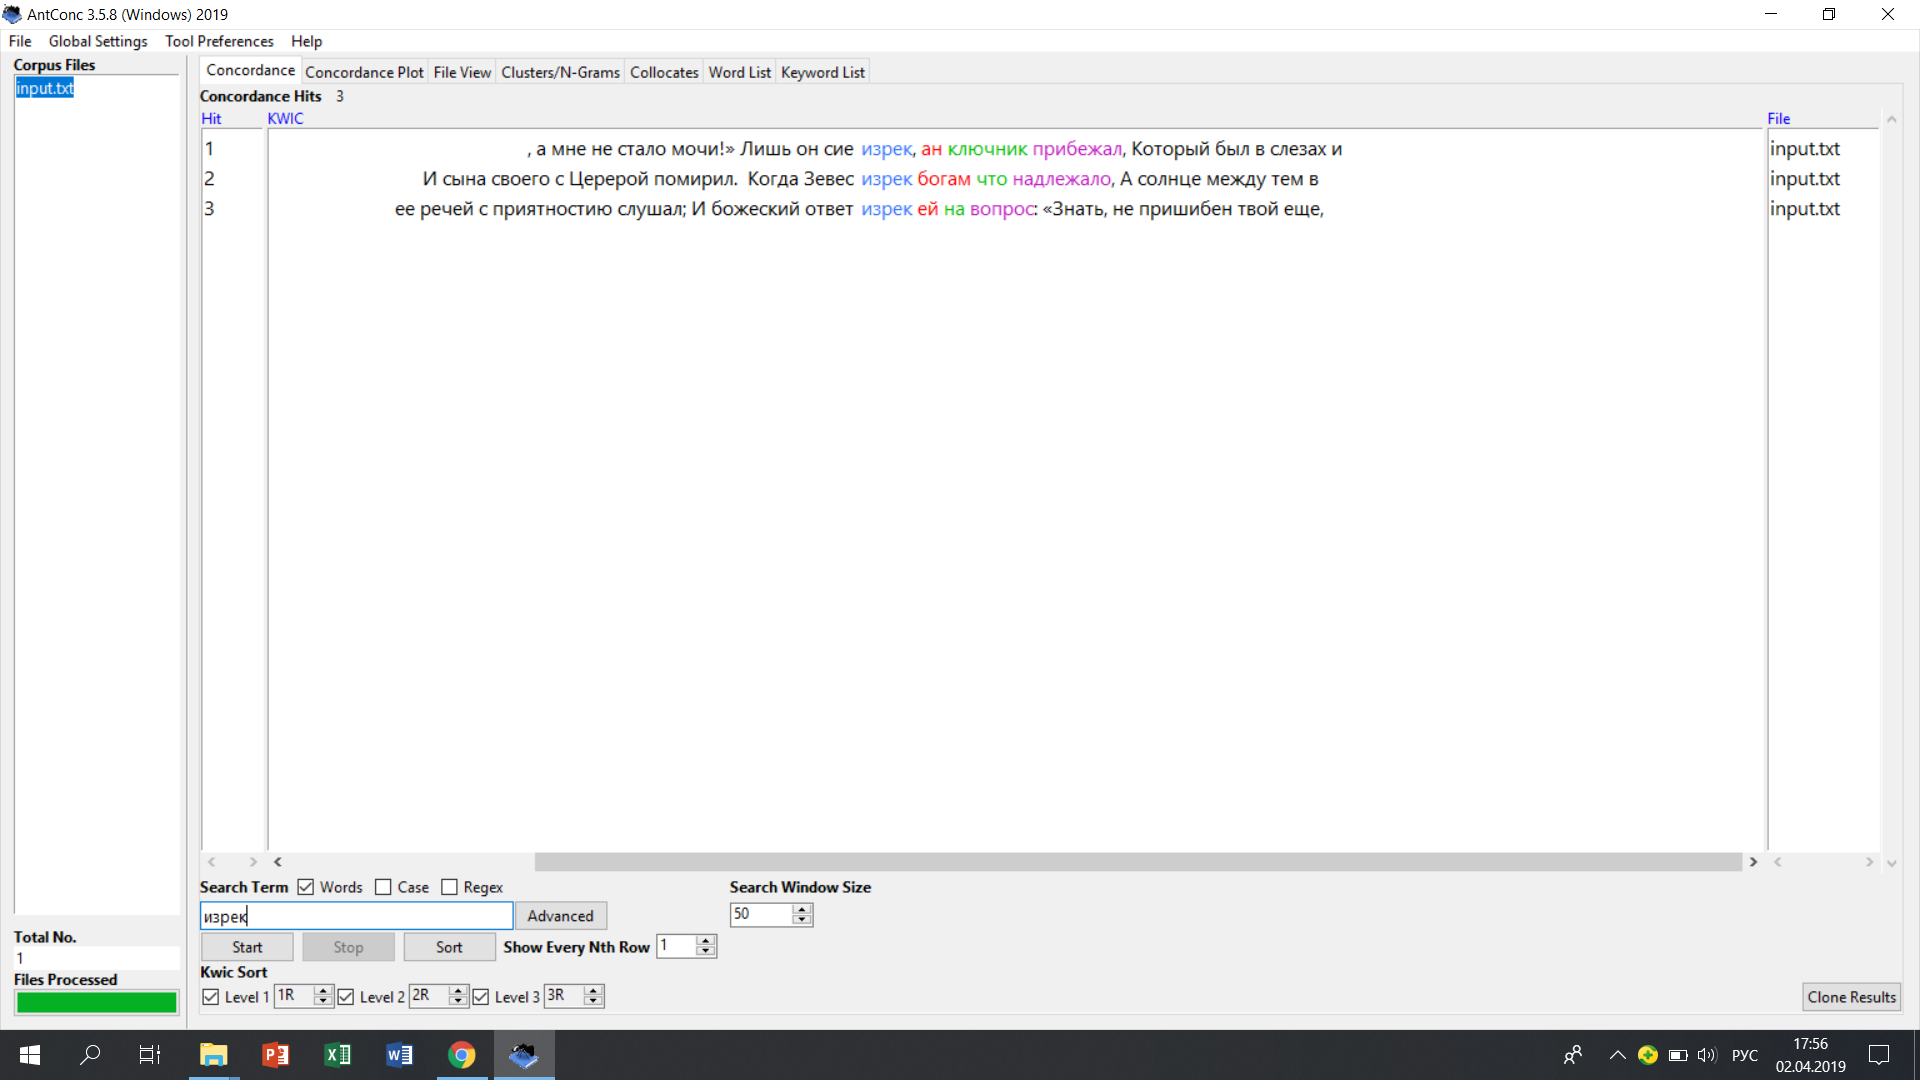 AntConc 3.5.8 (Windows) 2019
File Global Settings Tool Preferences Help
Corpus Files
input.txt
Concordance Concordance Plot File View Clusters/N-Grams Collocates Word List Keyword List
Concordance Hits 3
Hit KWIC File
1 , а мне не стало мочи!» Лишь он сие изрек, ан ключник прибежал, Который был в слезах и input.txt
2 И сына своего с Церерой помирил. Когда Зевес изрек богам что надлежало, А солнце между тем в input.txt
3 ее речей с приятностию слушал; И божеский ответ изрек ей на вопрос: «Знать, не пришибен твой еще, input.txt
Search Term Words Case Regex Search Window Size
изрек Advanced 50
Start Stop Sort Show Every Nth Row 1
Kwic Sort
Level 1 1R Level 2 2R Level 3 3R
Total No.
1
Files Processed
Clone Results
РУС 17:56
02.04.2019